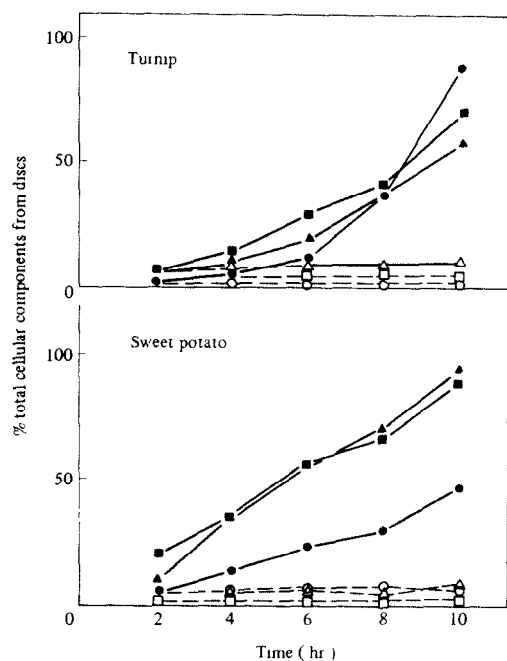 Turnip
100
50
0
Sweet potato
100
50
0
2
4
6
8
10
Time ( hr )
% total cellular components from discs